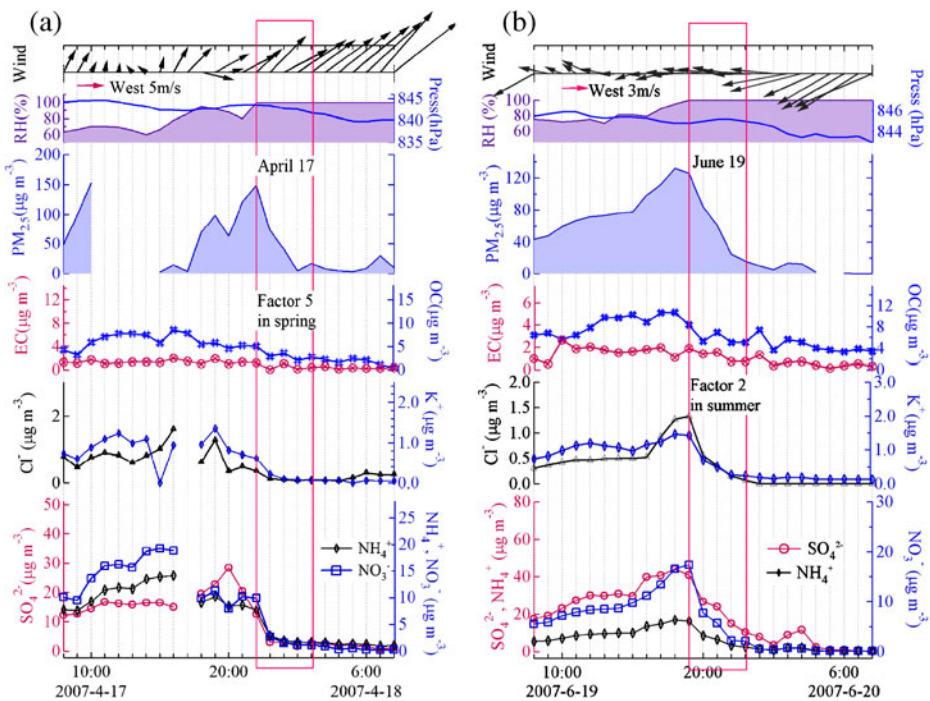 (a)
Wind
West 5m/s
RH(%)
100
80
60
845
840
835
Press(hPa)
PM2.5(μg m-3)
200
150
100
50
0
April 17
EC(μg m-3)
12
8
4
0
Factor 5
in spring
15
10
5
0
OC(μg m-3)
Cl- (μg m-3)
2
0
2.0
1.0
0.0
K+ (μg m-3)
SO4 2- (μg m-3)
50
40
30
20
10
0
NH4+
NO3-
25
20
15
10
5
0
NH4+, NO3- (μg m-3)
10:00
20:00
6:00
2007-4-17
2007-4-18
(b)
Wind
West 3m/s
RH(%)
100
80
60
846
844
Press(hPa)
PM2.5(μg m-3)
120
80
40
0
June 19
EC(μg m-3)
6
4
2
0
12
8
4
0
OC(μg m-3)
Factor 2
in summer
Cl- (μg m-3)
2.0
1.5
1.0
0.5
0.0
3.0
2.0
1.0
0.0
K+ (μg m-3)
SO4 2-, NH4+ (μg m-3)
80
60
40
20
0
SO4 2-
NH4+
30
20
10
0
NO3- (μg m-3)
10:00
20:00
6:00
2007-6-19
2007-6-20